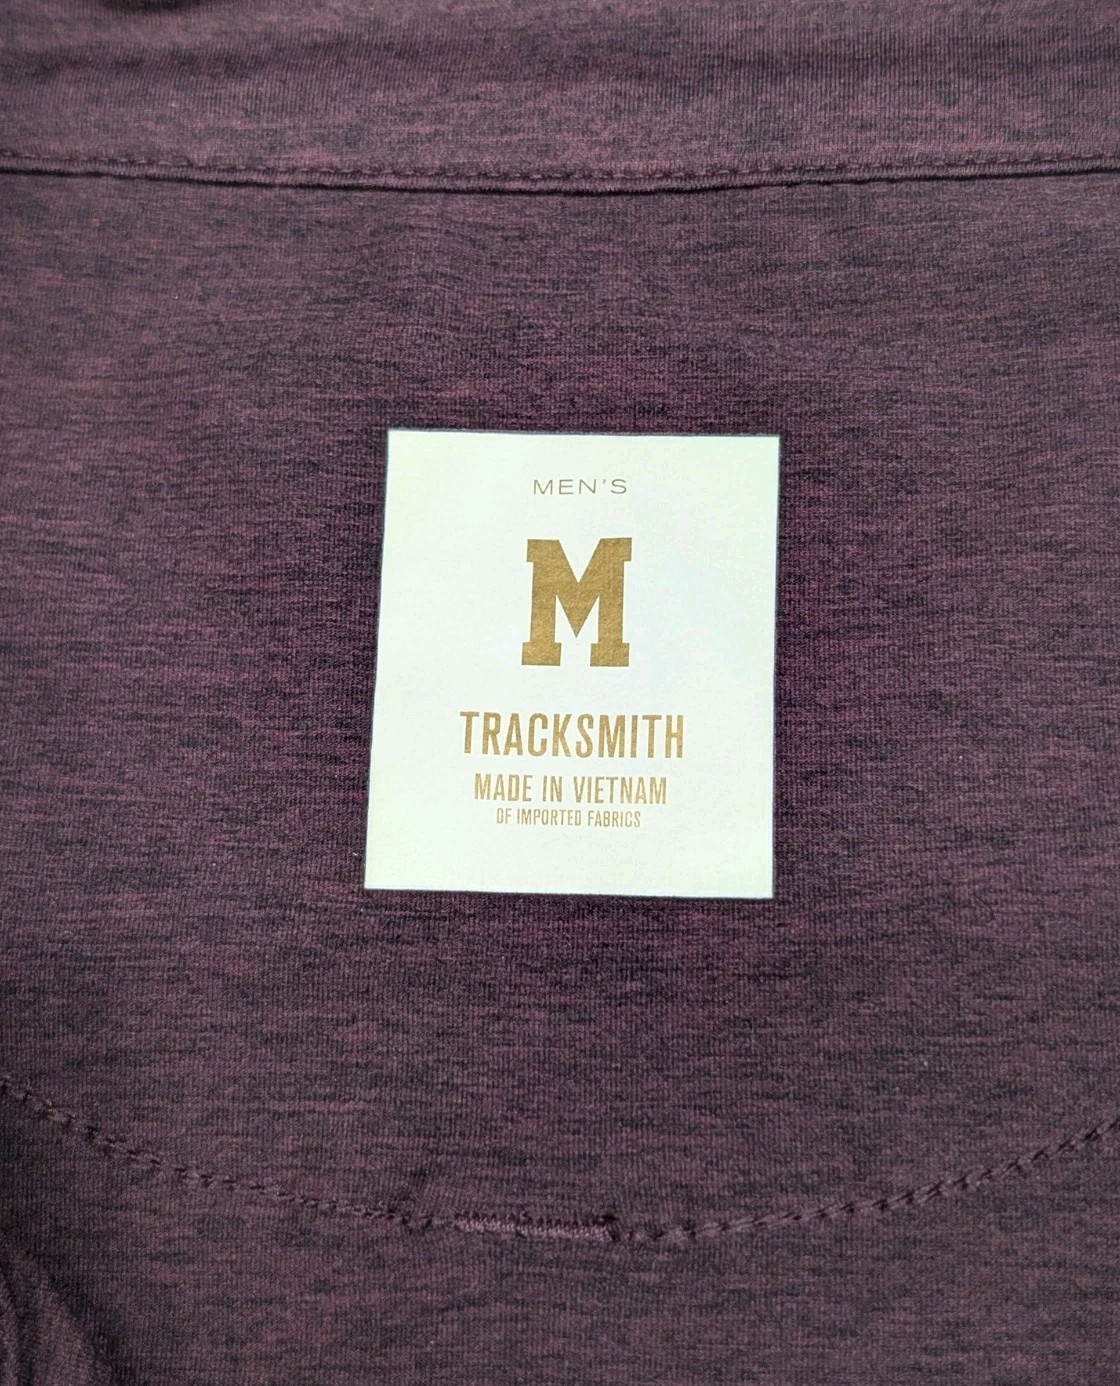 MEN'S
M
TRACKSMITH
MADE IN VIETNAM
OF IMPORTED FABRICS